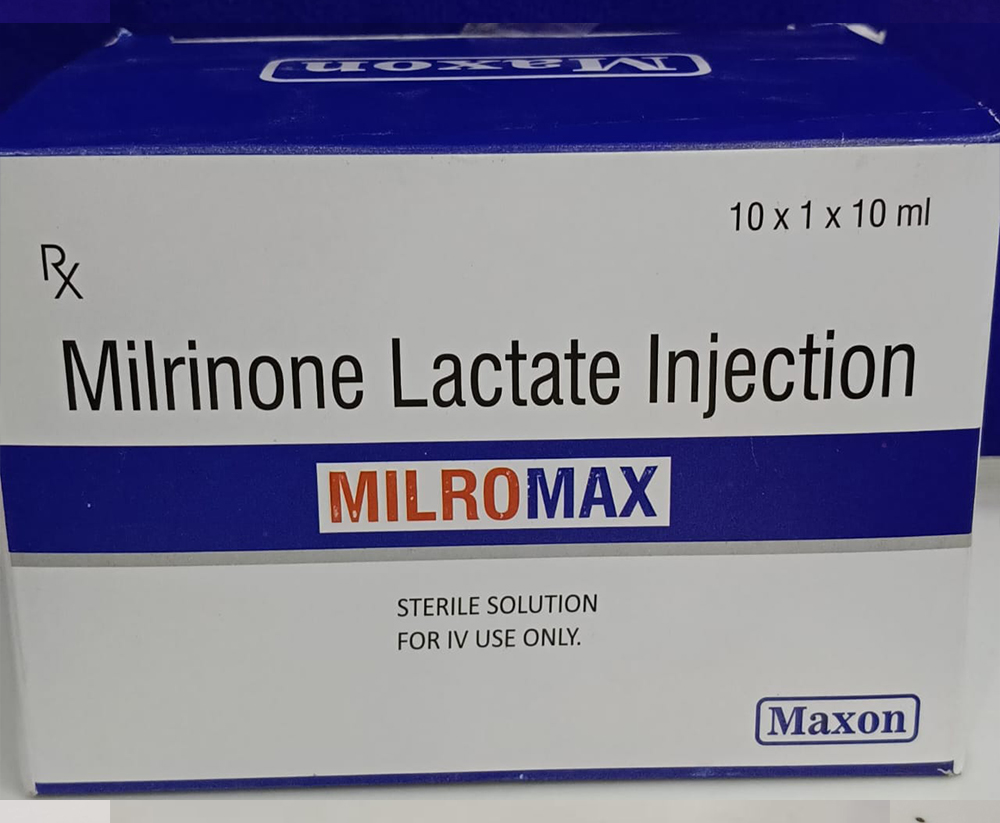 Maxon
10 x 1 x 10 ml
Rx
Milrinone Lactate Injection
MILROMAX
STERILE SOLUTION
FOR IV USE ONLY.
Maxon